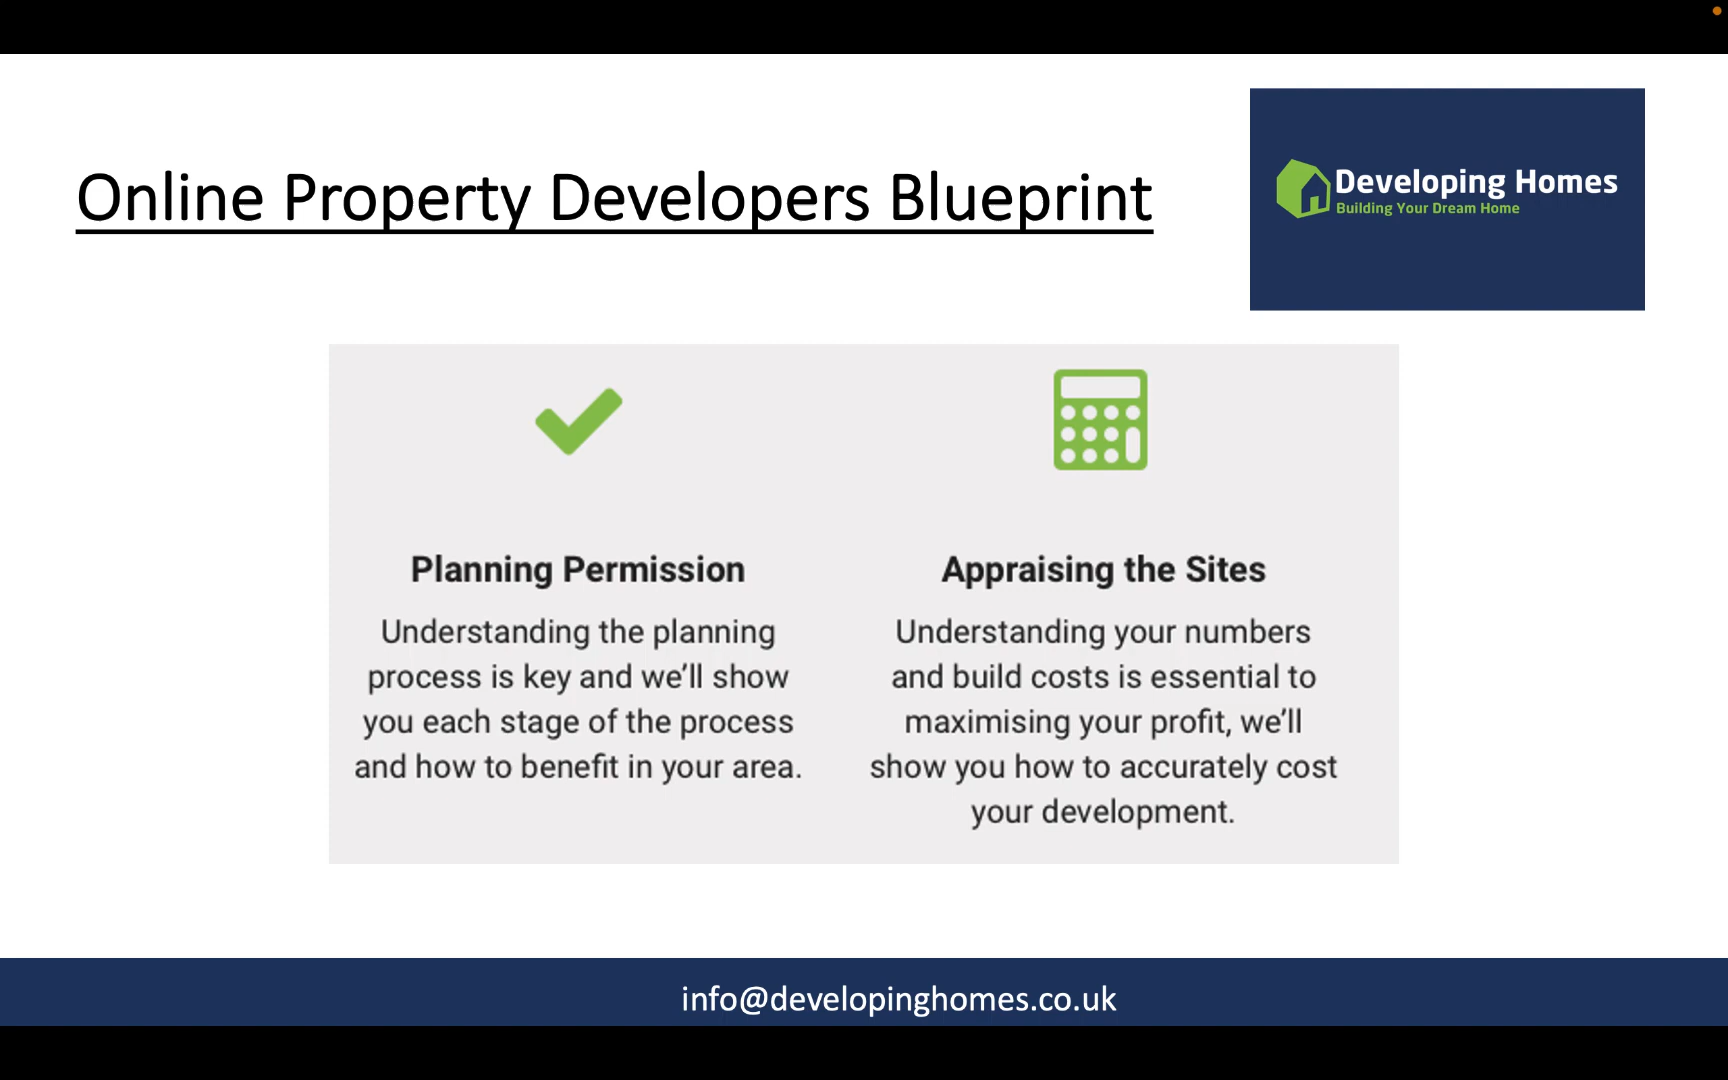 Online Property Developers Blueprint
Developing Homes
Building Your Dream Home
Planning Permission
Understanding the planning
process is key and we’ll show
you each stage of the process
and how to benefit in your area.
Appraising the Sites
Understanding your numbers
and build costs is essential to
maximising your profit, we’ll
show you how to accurately cost
your development.
info@developinghomes.co.uk